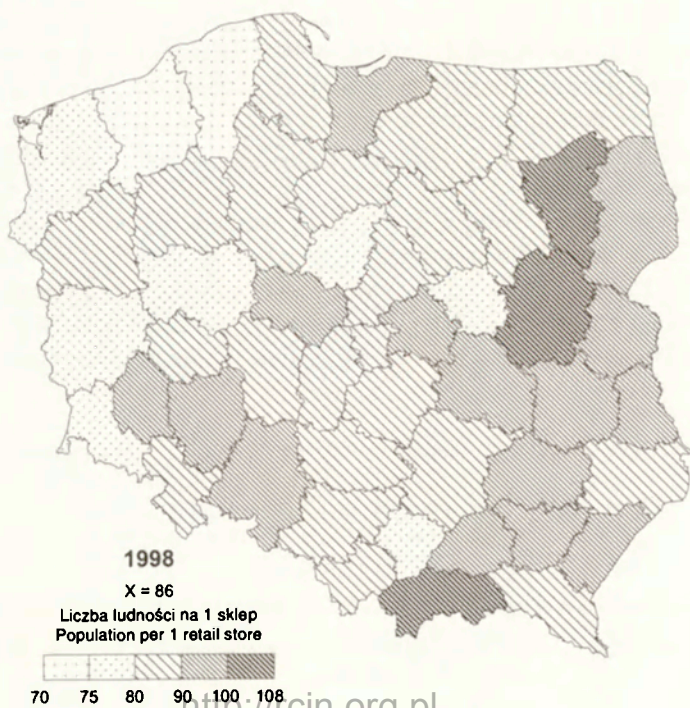 1998
X = 86
Liczba ludności na 1 sklep
Population per 1 retail store
70 75 80 90 100 108
http://rcin.org.pl